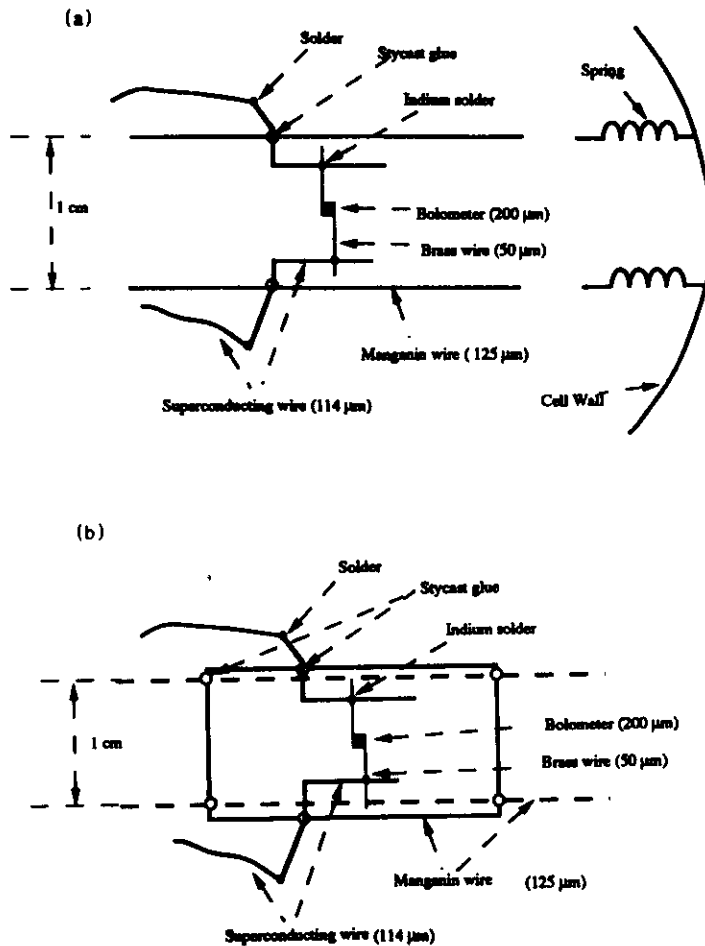 (a)
Solder
Stycast glue
Spring
Indium solder
1 cm
Bolometer (200 μm)
Brass wire (50 μm)
Manganin wire ( 125 μm)
Superconducting wire (114 μm)
Cell Wall
(b)
Solder
Stycast glue
Indium solder
1 cm
Bolometer (200 μm)
Brass wire (50 μm)
Manganin wire (125 μm)
Superconducting wire (114 μm)